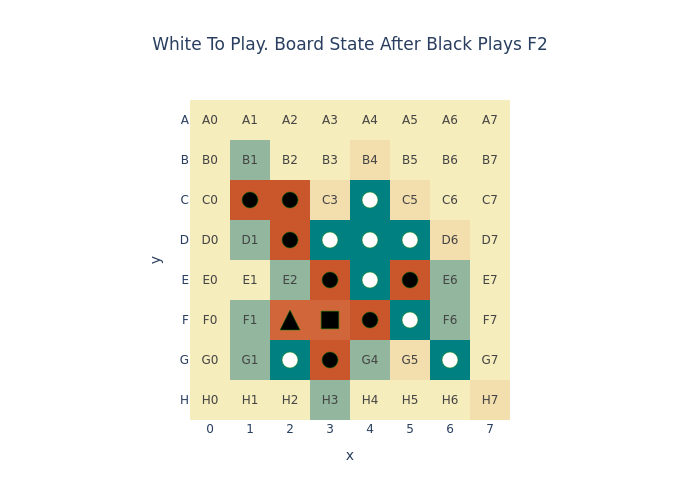 White To Play. Board State After Black Plays F2
A A0 A1 A2 A3 A4 A5 A6 A7
B B0 B1 B2 B3 B4 B5 B6 B7
C C0 C3 C5 C6 C7
D D0 D1 D6 D7
y
E E0 E1 E2 E6 E7
F F0 F1 F6 F7
G G0 G1 G4 G5 G7
H H0 H1 H2 H3 H4 H5 H6 H7
0 1 2 3 4 5 6 7
x